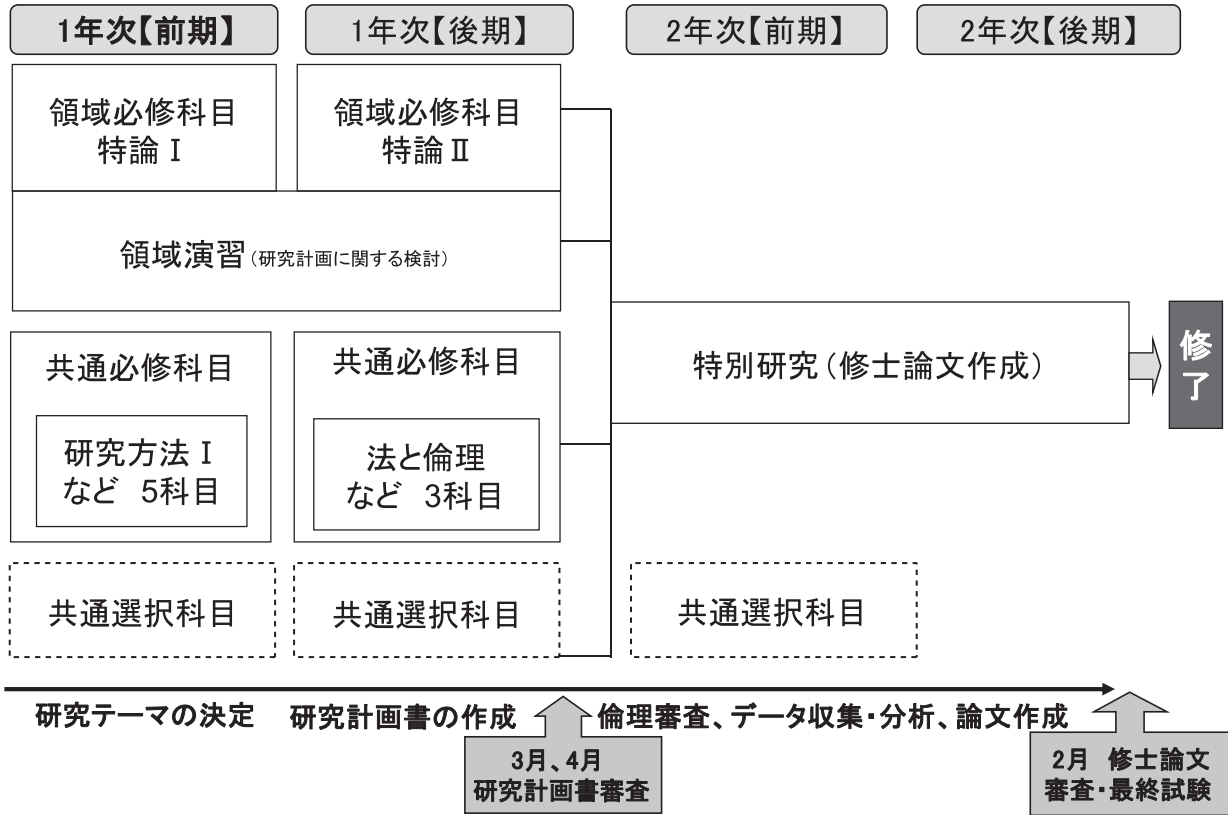 1年次【前期】
1年次【後期】
2年次【前期】
2年次【後期】
領域必修科目
特論Ⅰ
領域必修科目
特論Ⅱ
領域演習（研究計画に関する検討）
共通必修科目
研究方法Ⅰ
など　5科目
共通必修科目
法と倫理
など　3科目
特別研究（修士論文作成）
修
了
共通選択科目
共通選択科目
共通選択科目
研究テーマの決定
研究計画書の作成
倫理審査、データ収集・分析、論文作成
3月、4月
研究計画書審査
2月　修士論文
審査・最終試験